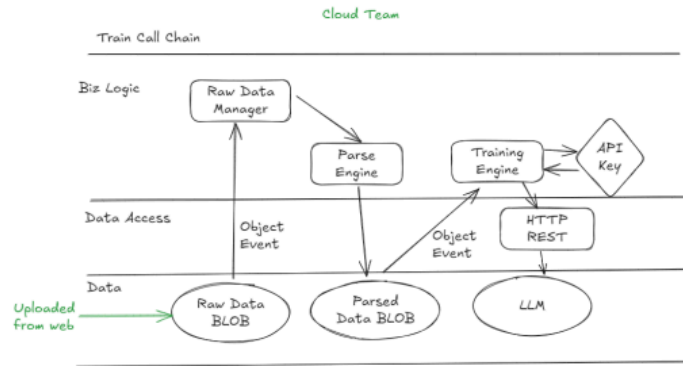 Cloud Team
Train Call Chain
Biz Logic
Raw Data
Manager
Parse
Engine
Training
Engine
API
Key
Data Access
Object
Event
Object
Event
HTTP
REST
Data
Uploaded
from web
Raw Data
BLOB
Parsed
Data BLOB
LLM